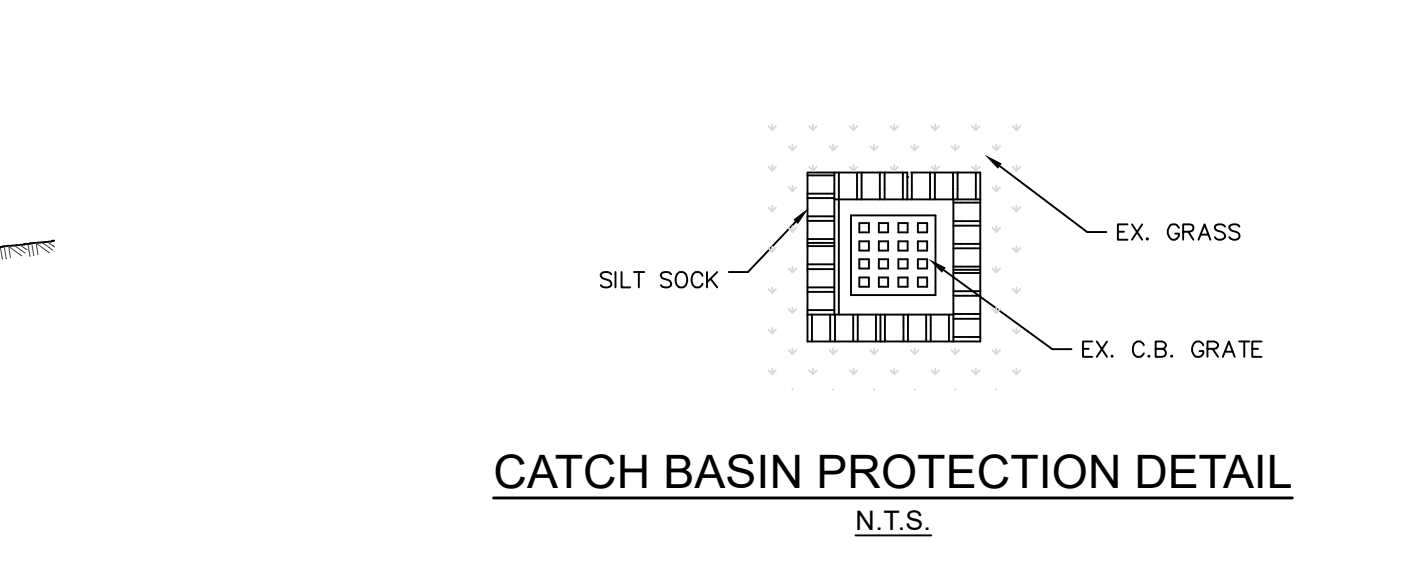 EX. GRASS
SILT SOCK
EX. C.B. GRATE
CATCH BASIN PROTECTION DETAIL
N.T.S.